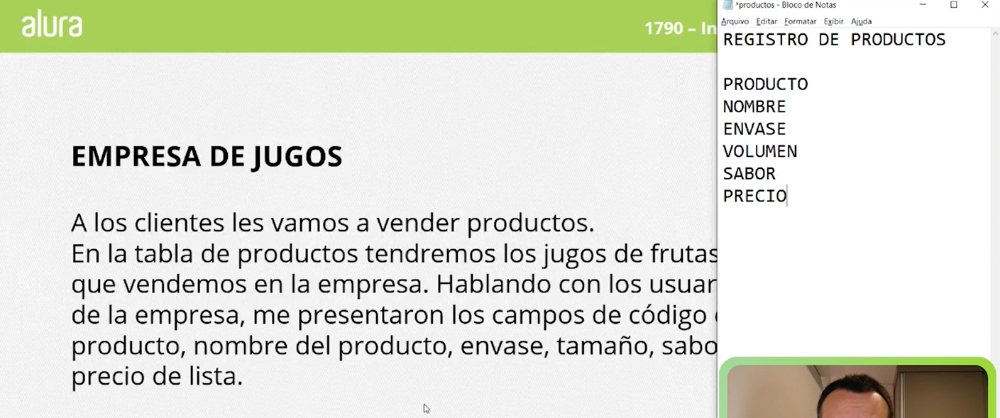 alura
1790 – In
EMPRESA DE JUGOS
A los clientes les vamos a vender productos.
En la tabla de productos tendremos los jugos de frutas
que vendemos en la empresa. Hablando con los usuar
de la empresa, me presentaron los campos de código
producto, nombre del producto, envase, tamaño, sabo
precio de lista.
*productos - Bloco de Notas
Arquivo Editar Formatar Exibir Ajuda
REGISTRO DE PRODUCTOS
PRODUCTO
NOMBRE
ENVASE
VOLUMEN
SABOR
PRECIO